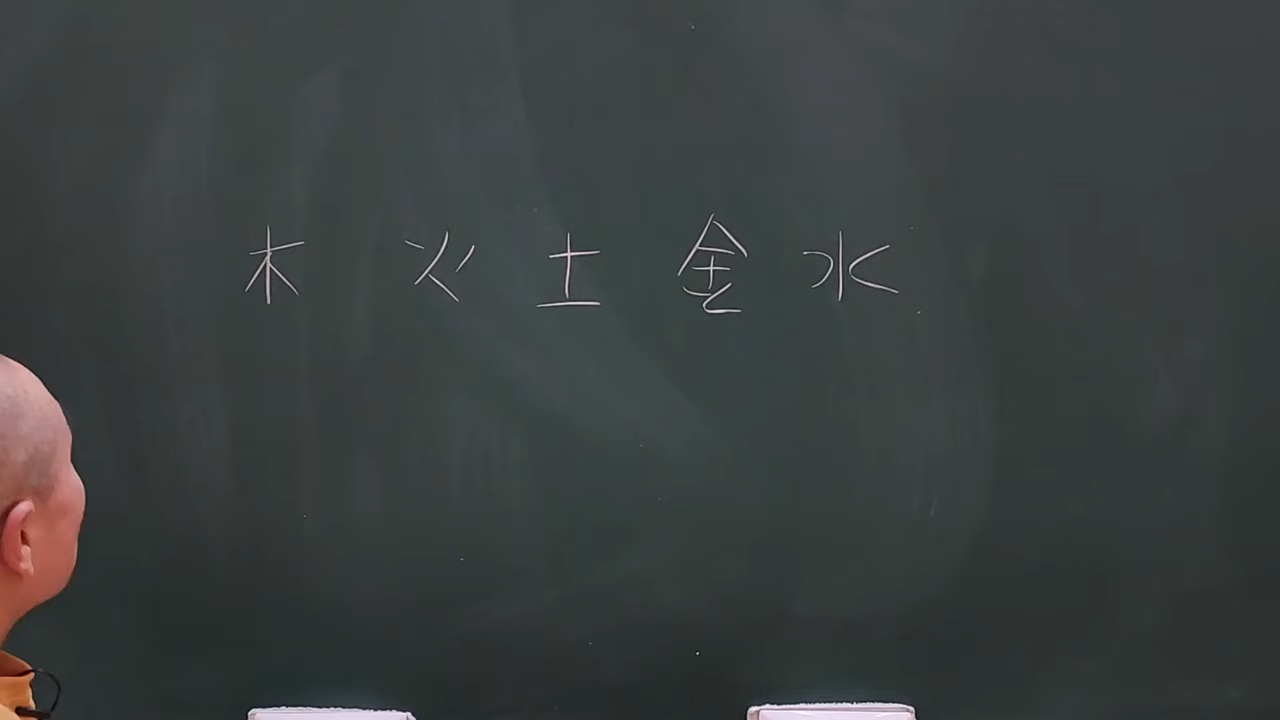 木 火 土 金 水